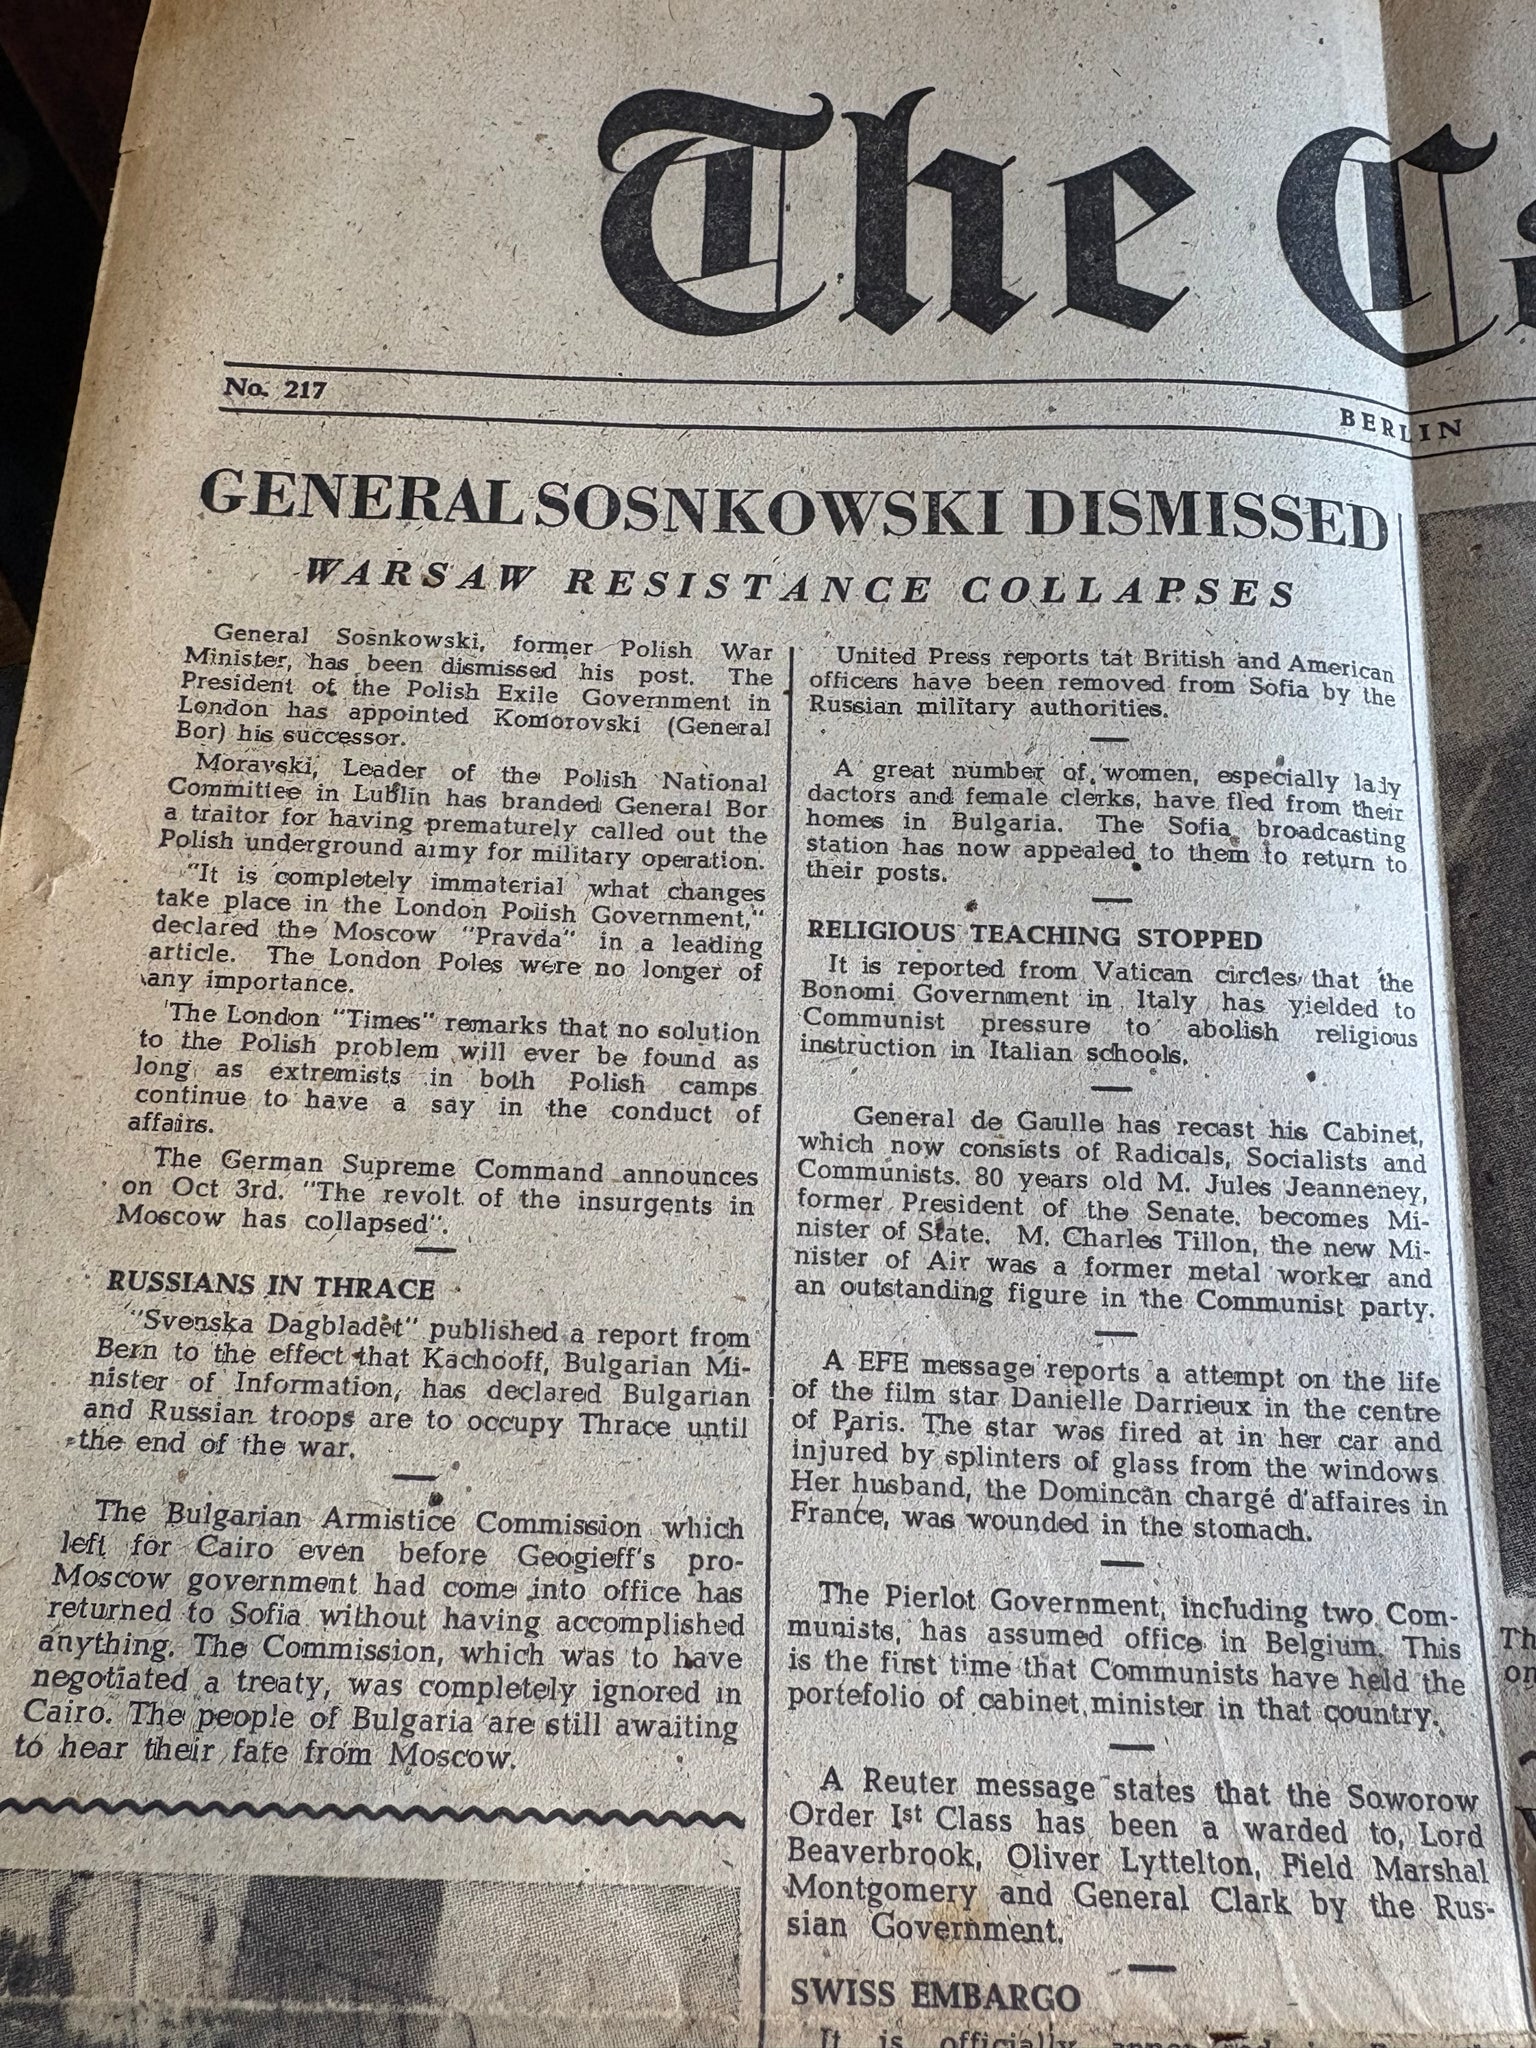 The C
No. 217
BERLIN
GENERAL SOSNKOWSKI DISMISSED
WARSAW RESISTANCE COLLAPSES
General Sosnkowski, former Polish War
Minister, has been dismissed his post. The
President of the Polish Exile Government in
London has appointed Komorovski (General
Bor) his successor.
Moravski, Leader of the Polish National
Committee in Lublin has branded General Bor
a traitor for having prematurely called out the
Polish underground army for military operation.
"It is completely immaterial what changes
take place in the London Polish Government,"
declared the Moscow "Pravda" in a leading
article. The London Poles were no longer of
any importance.
The London "Times" remarks that no solution
to the Polish problem will ever be found as
long as extremists in both Polish camps
continue to have a say in the conduct of
affairs.
The German Supreme Command announces
on Oct 3rd. "The revolt of the insurgents in
Moscow has collapsed".
RUSSIANS IN THRACE
"Svenska Dagbladet" published a report from
Bern to the effect that Kachooff, Bulgarian Mi-
nister of Information, has declared Bulgarian
and Russian troops are to occupy Thrace until
the end of the war.
The Bulgarian Armistice Commission which
left for Cairo even before Geogieff's pro-
Moscow government had come into office has
returned to Sofia without having accomplished
anything. The Commission, which was to have
negotiated a treaty, was completely ignored in
Cairo. The people of Bulgaria are still awaiting
to hear their fate from Moscow.
United Press reports tat British and American
officers have been removed from Sofia by the
Russian military authorities.
A great number of women, especially lady
dactors and female clerks, have fled from their
homes in Bulgaria. The Sofia broadcasting
station has now appealed to them to return to
their posts.
RELIGIOUS TEACHING STOPPED
It is reported from Vatican circles that the
Bonomi Government in Italy has yielded to
Communist pressure to abolish religious
instruction in Italian schools.
General de Gaulle has recast his Cabinet,
which now consists of Radicals, Socialists and
Communists. 80 years old M. Jules Jeanneney,
former President of the Senate. becomes Mi-
nister of State. M. Charles Tillon, the new Mi-
nister of Air was a former metal worker and
an outstanding figure in the Communist party.
A EFE message reports a attempt on the life
of the film star Danielle Darrieux in the centre
of Paris. The star was fired at in her car and
injured by splinters of glass from the windows.
Her husband, the Domincan chargé d'affaires in
France, was wounded in the stomach.
The Pierlot Government, including two Com-
munists, has assumed office in Belgium. This
is the first time that Communists have held the
portefolio of cabinet minister in that country.
A Reuter message states that the Soworow
Order Ist Class has been a warded to, Lord
Beaverbrook, Oliver Lyttelton, Field Marshal
Montgomery and General Clark by the Rus-
sian Government.
SWISS EMBARGO
It is officially
Th
on